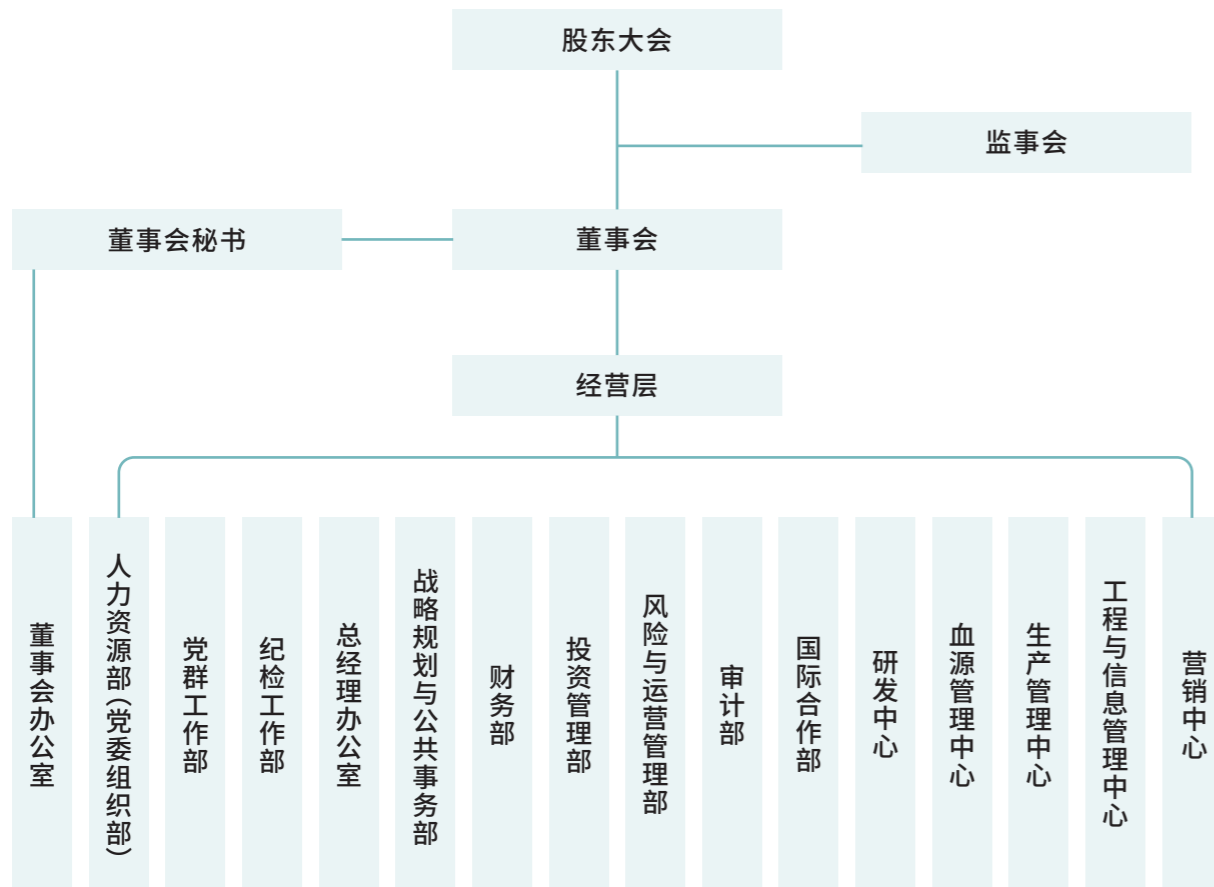 股东大会
监事会
董事会秘书
董事会
经营层
董事会办公室
人力资源部(党委组织部)
党群工作部
纪检工作部
总经理办公室
战略规划与公共事务部
财务部
投资管理部
风险与运营管理部
审计部
国际合作部
研发中心
血源管理中心
生产管理中心
工程与信息管理中心
营销中心